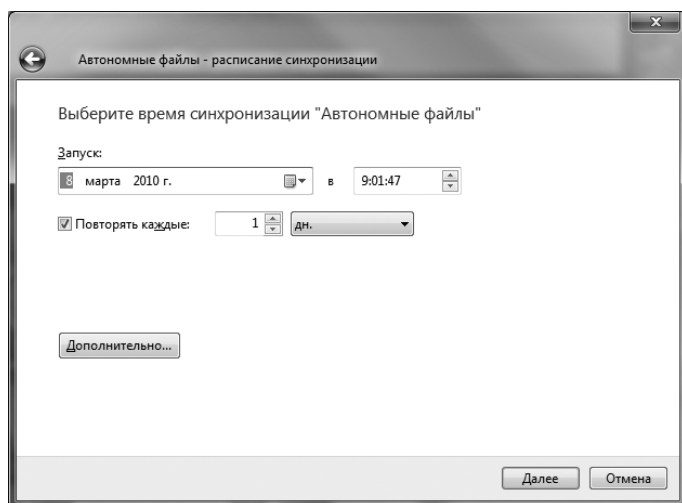 Автономные файлы - расписание синхронизации
Выберите время синхронизации "Автономные файлы"
Запуск:
8 марта 2010 г. в 9:01:47
Повторять каждые: 1 дн.
Дополнительно...
Далее Отмена